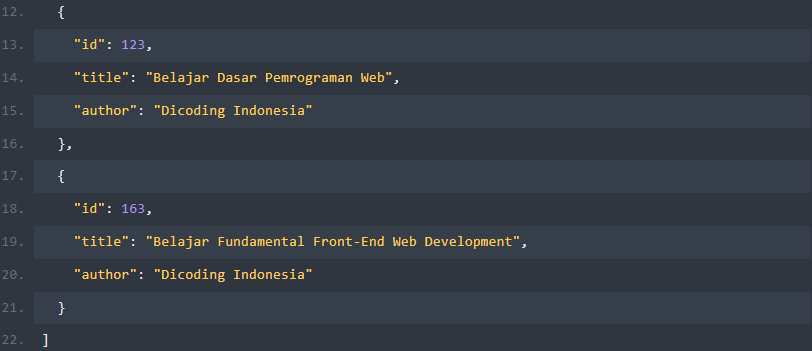 12.    {
13.      "id": 123,
14.      "title": "Belajar Dasar Pemrograman Web",
15.      "author": "Dicoding Indonesia"
16.    },
17.    {
18.      "id": 163,
19.      "title": "Belajar Fundamental Front-End Web Development",
20.      "author": "Dicoding Indonesia"
21.    }
22.  ]